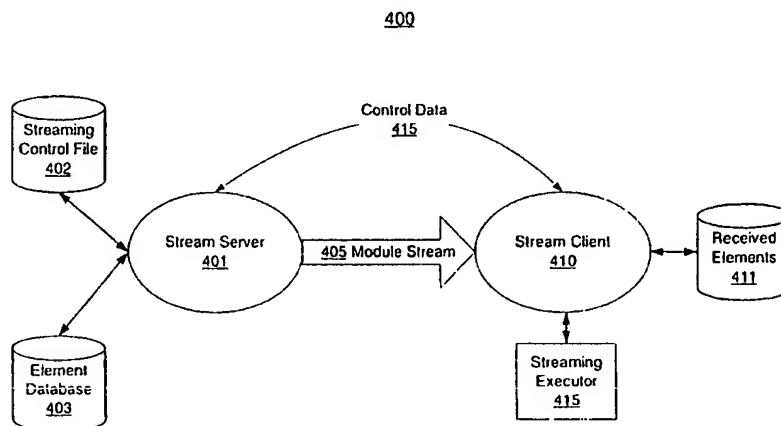 400
Streaming
Control File
402
Control Data
415
Stream Server
401
405 Module Stream
Stream Client
410
Received
Elements
411
Element
Database
403
Streaming
Executor
415